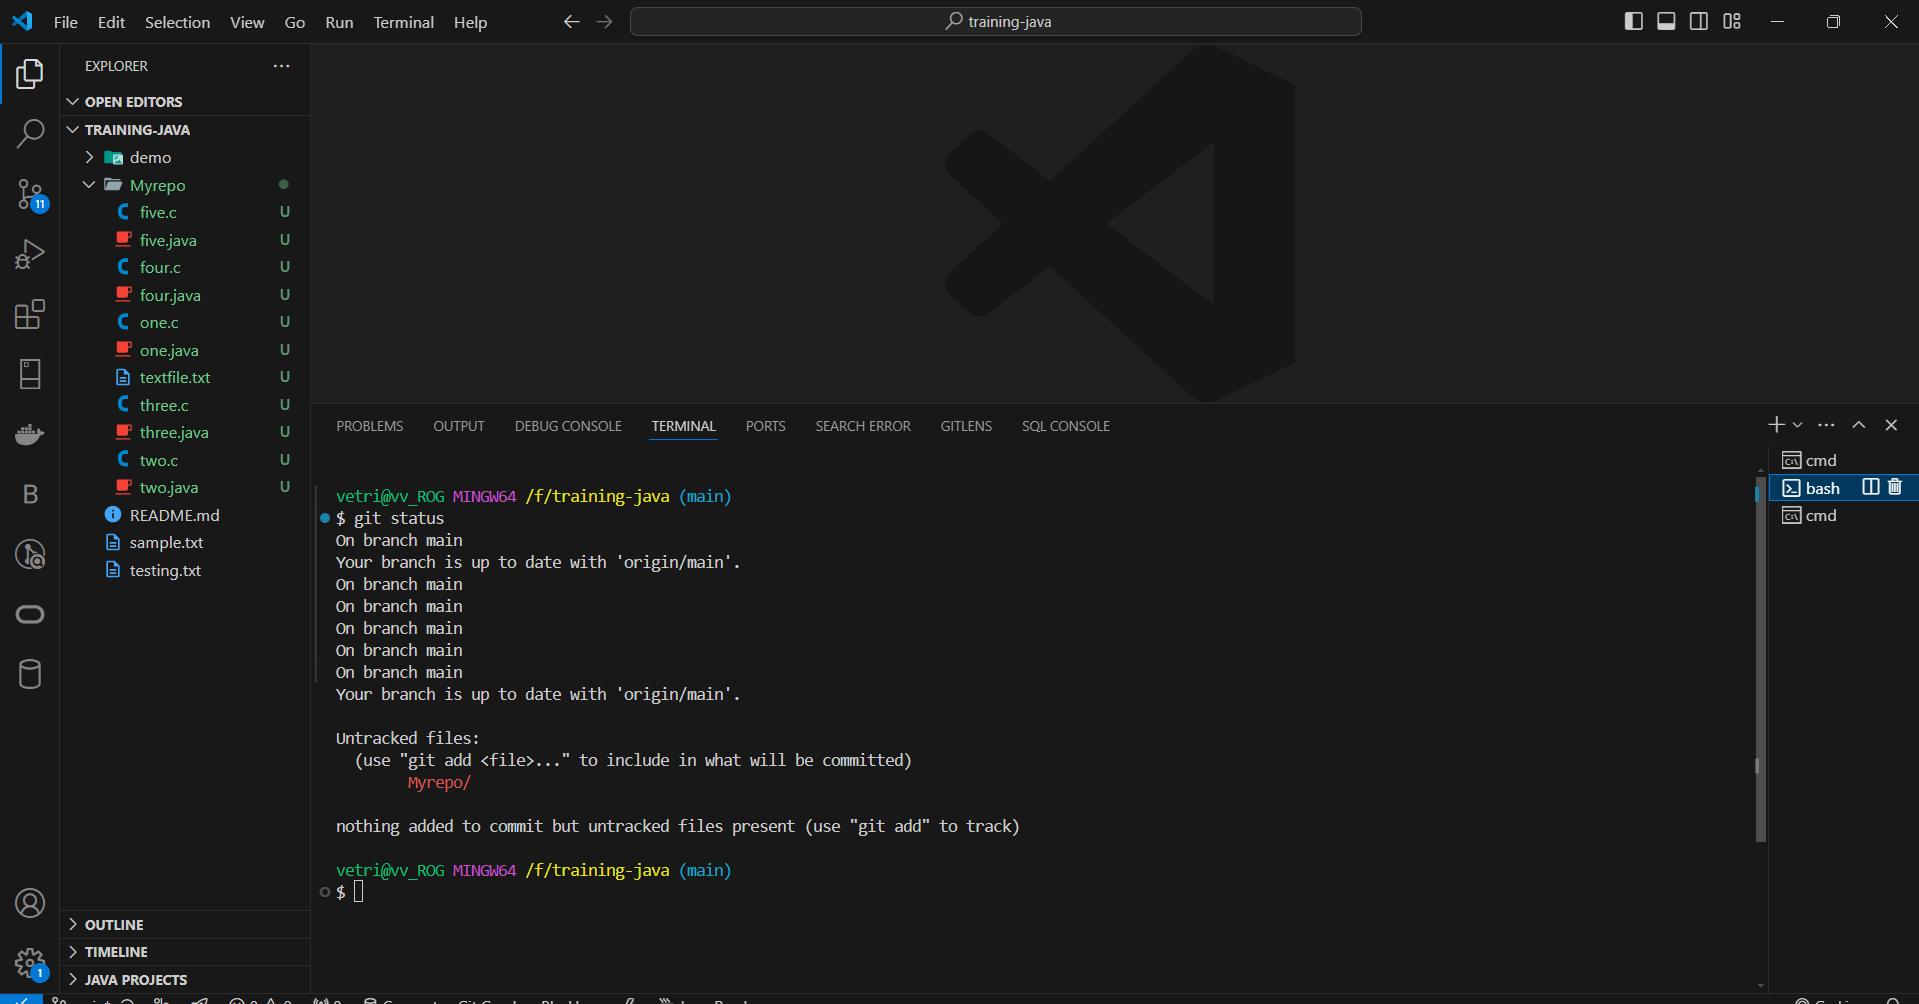 File Edit Selection View Go Run Terminal Help
training-java
EXPLORER
OPEN EDITORS
TRAINING-JAVA
demo
Myrepo
five.c U
five.java U
four.c U
four.java U
one.c U
one.java U
textfile.txt U
three.c U
three.java U
two.c U
two.java U
README.md
sample.txt
testing.txt
OUTLINE
TIMELINE
JAVA PROJECTS
11
B
1
PROBLEMS OUTPUT DEBUG CONSOLE TERMINAL PORTS SEARCH ERROR GITLENS SQL CONSOLE
vetri@vv_ROG MINGW64 /f/training-java (main)
$ git status
On branch main
Your branch is up to date with 'origin/main'.
On branch main
On branch main
On branch main
On branch main
On branch main
Your branch is up to date with 'origin/main'.
Untracked files:
(use "git add <file>..." to include in what will be committed)
Myrepo/
nothing added to commit but untracked files present (use "git add" to track)
vetri@vv_ROG MINGW64 /f/training-java (main)
$
cmd
bash
cmd